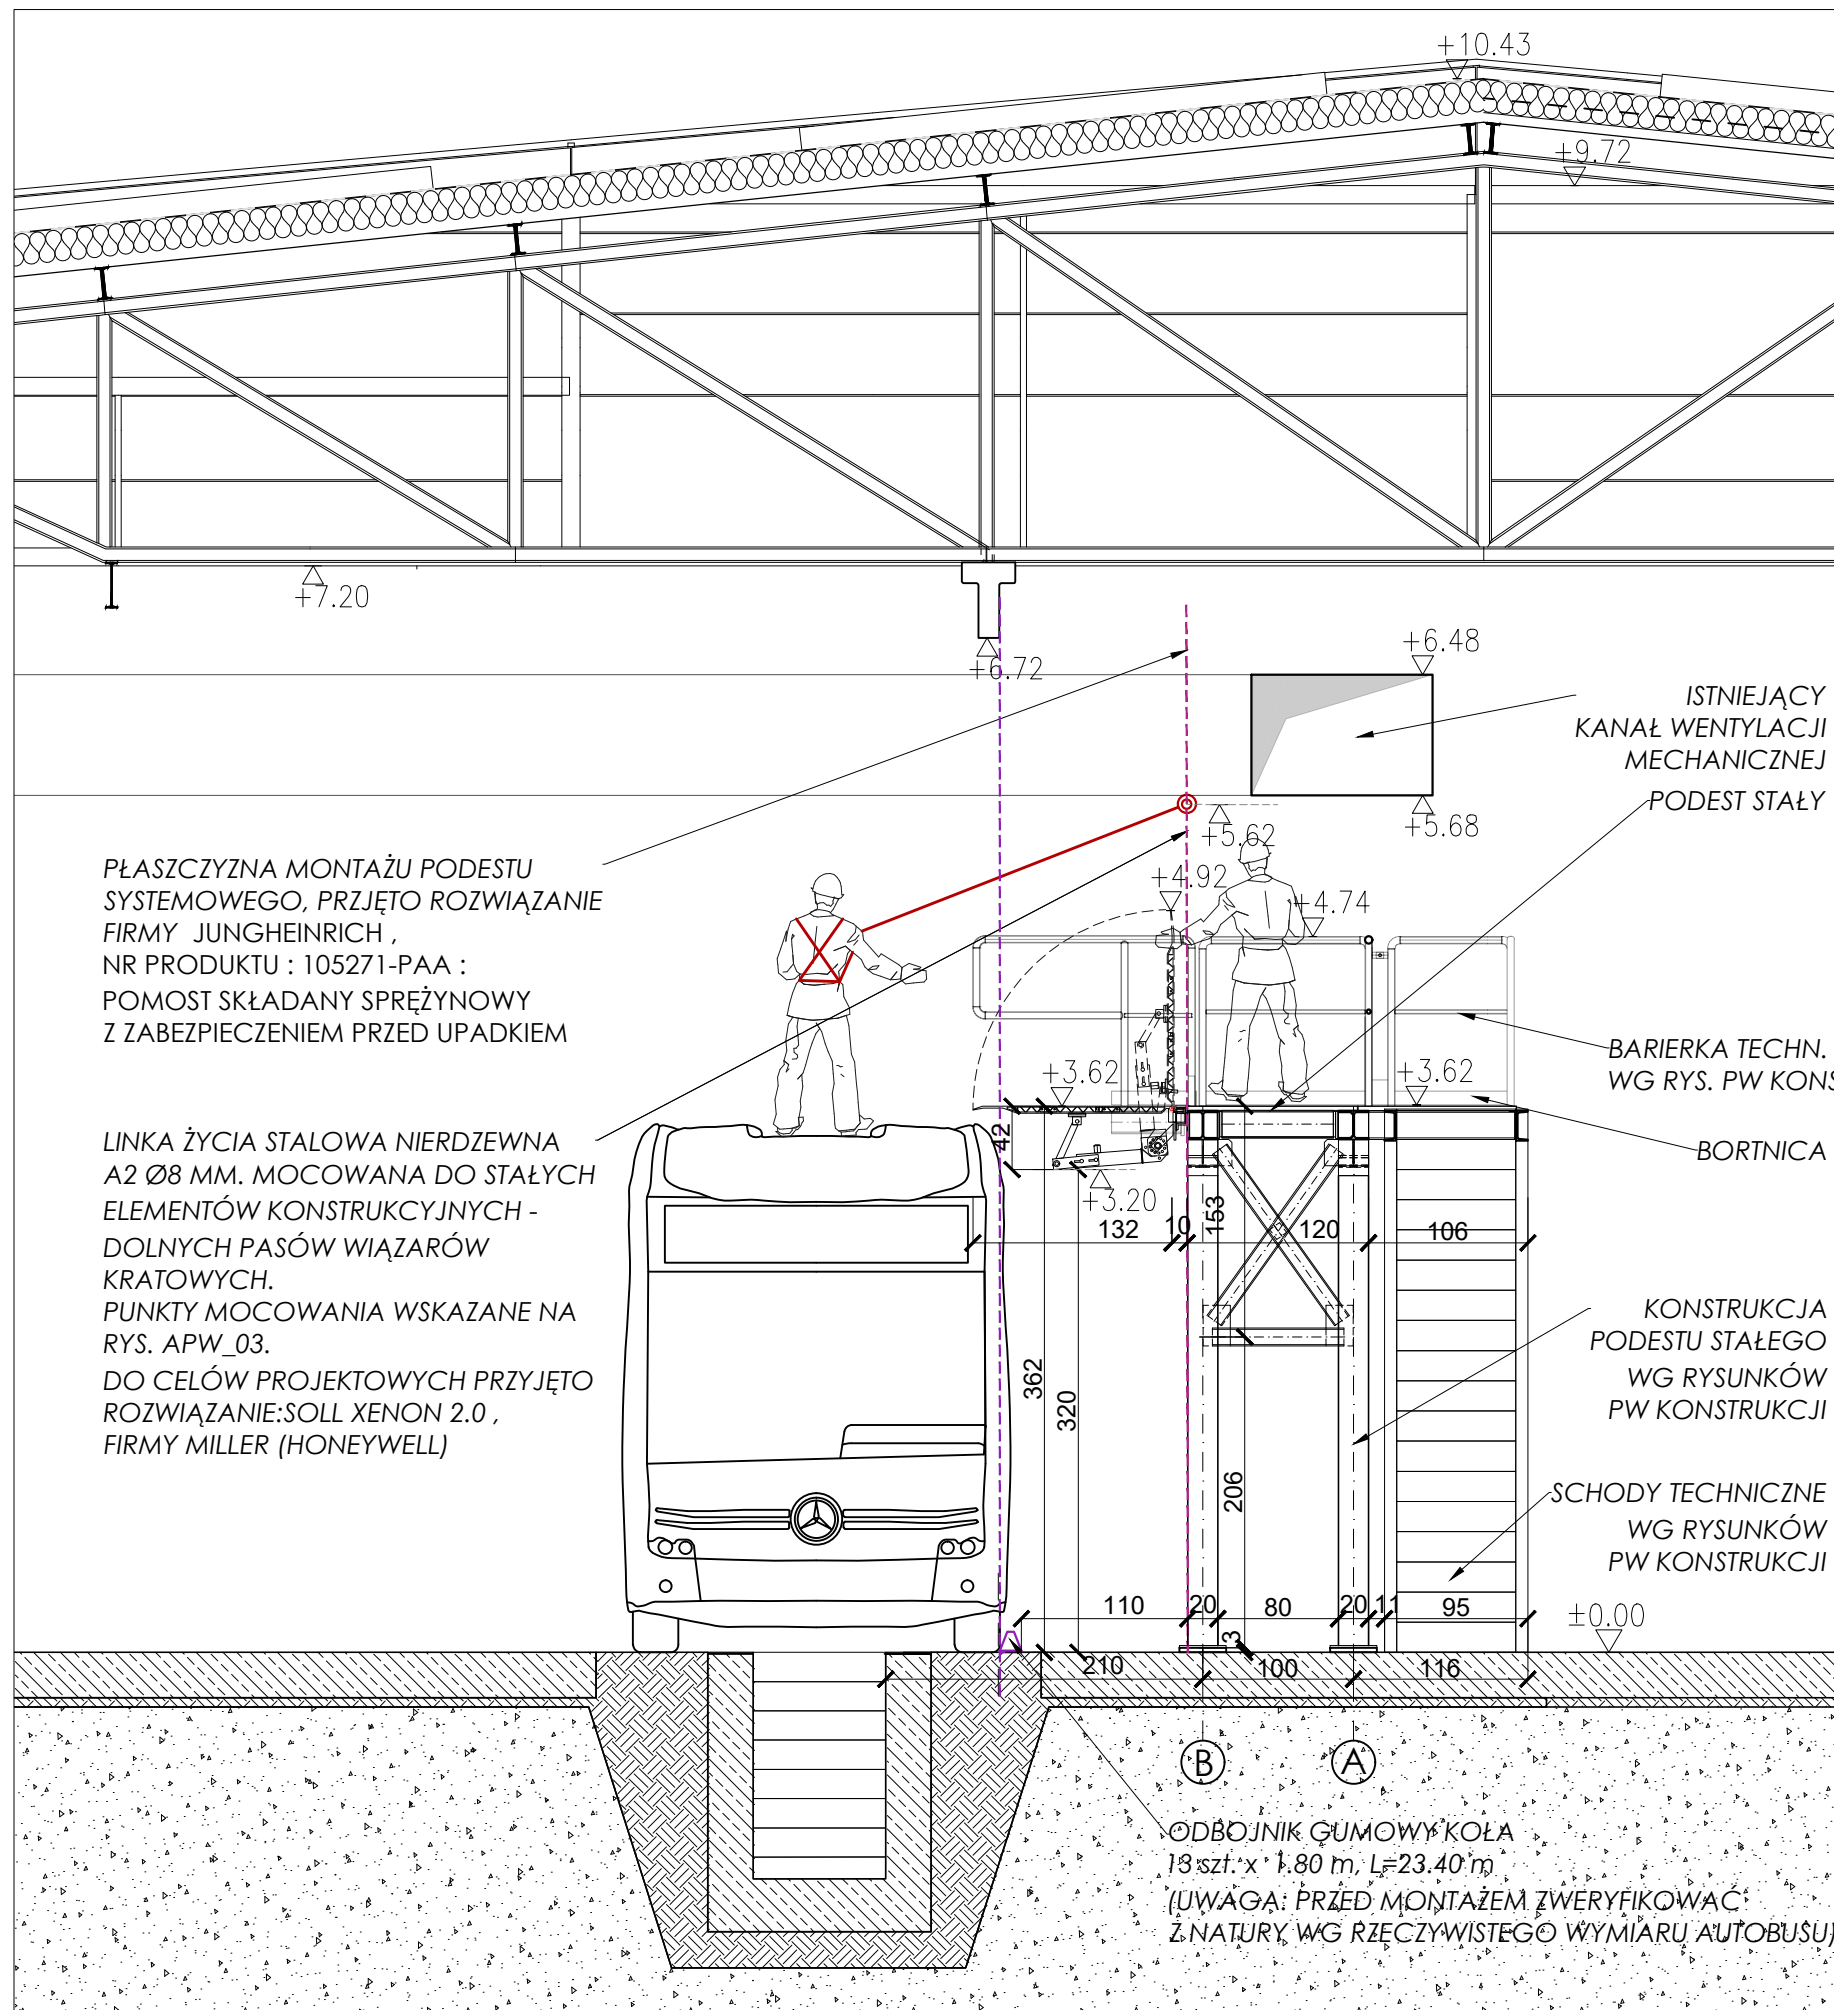 +10.43
+9.72
+7.20
+6.72
+6.48
ISTNIEJĄCY
KANAŁ WENTYLACJI
MECHANICZNEJ
PODEST STAŁY
+5.68
+5.62
+4.92
+4.74
PŁASZCZYZNA MONTAŻU PODESTU
SYSTEMOWEGO, PRZJĘTO ROZWIĄZANIE
FIRMY JUNGHEINRICH ,
NR PRODUKTU : 105271-PAA :
POMOST SKŁADANY SPRĘŻYNOWY
Z ZABEZPIECZENIEM PRZED UPADKIEM
BARIERKA TECHN.
WG RYS. PW KONS
+3.62
+3.62
42
BORTNICA
+3.20
LINKA ŻYCIA STALOWA NIERDZEWNA
A2 Ø8 MM. MOCOWANA DO STAŁYCH
ELEMENTÓW KONSTRUKCYJNYCH -
DOLNYCH PASÓW WIĄZARÓW
KRATOWYCH.
PUNKTY MOCOWANIA WSKAZANE NA
RYS. APW_03.
DO CELÓW PROJEKTOWYCH PRZYJĘTO
ROZWIĄZANIE:SOLL XENON 2.0 ,
FIRMY MILLER (HONEYWELL)
132
10
153
120
106
KONSTRUKCJA
PODESTU STAŁEGO
WG RYSUNKÓW
PW KONSTRUKCJI
362
320
206
SCHODY TECHNICZNE
WG RYSUNKÓW
PW KONSTRUKCJI
110
20
80
20
11
95
±0.00
3
210
100
116
B
A
ODBOJNIK GUMOWY KOŁA
13 szt. x 1.80 m, L=23.40 m
(UWAGA: PRZED MONTAŻEM ZWERYFIKOWAĆ
Z NATURY WG RZECZYWISTEGO WYMIARU AUTOBUSU)